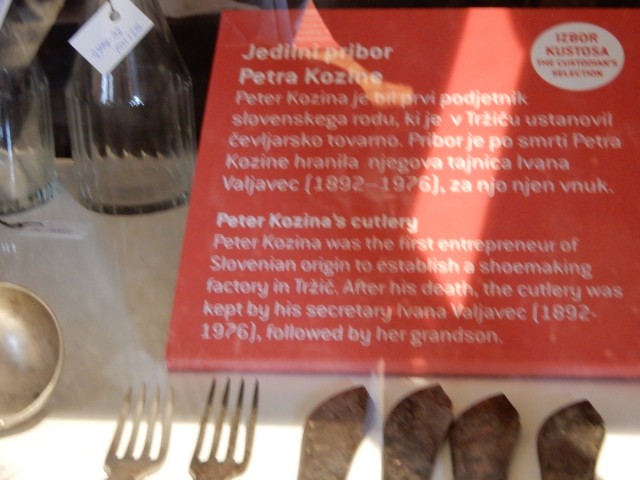 Jedilni pribor
Petra Kozine
Peter Kozina je bil prvi podjetnik
slovenskega rodu, ki je v Tržiču ustanovil
čevljarsko tovarno. Pribor je po smrti Petra
Kozine hranila njegova tajnica Ivana
Valjavec [1892–1976], za njo njen vnuk.
Peter Kozina's cutlery
Peter Kozina was the first entrepreneur of
Slovenian origin to establish a shoemaking
factory in Tržič. After his death, the cutlery was
kept by his secretary Ivana Valjavec [1892-
1976], followed by her grandson.
IZBOR
KUSTOSA
THE CUSTODIAN'S
SELECTION